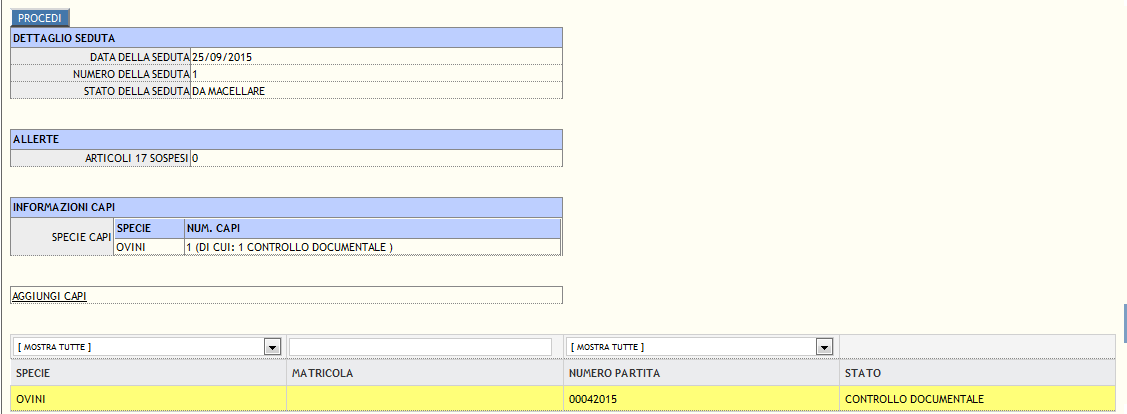 PROCEDI
DETTAGLIO SEDUTA
DATA DELLA SEDUTA 25/09/2015
NUMERO DELLA SEDUTA 1
STATO DELLA SEDUTA DA MACELLARE
ALLERTE
ARTICOLI 17 SOSPESI 0
INFORMAZIONI CAPI
SPECIE CAPI
SPECIE NUM. CAPI
OVINI 1 (DI CUI: 1 CONTROLLO DOCUMENTALE )
AGGIUNGI CAPI
[ MOSTRA TUTTE ] [ MOSTRA TUTTE ]
SPECIE MATRICOLA NUMERO PARTITA STATO
OVINI 00042015 CONTROLLO DOCUMENTALE